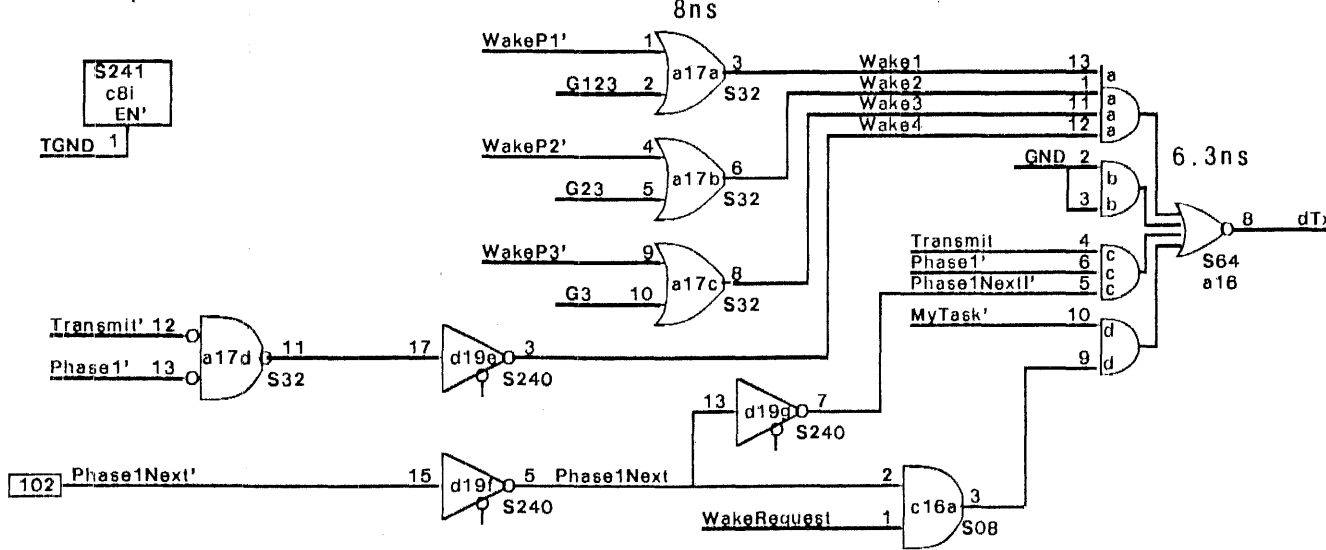 8ns
WakeP1' 1
a17a 3
G123 2
S32
S241
c8i
EN'
TGND 1
WakeP2' 4
a17b 6
G23 5
S32
WakeP3' 9
a17c 8
G3 10
S32
Wake1 13 a
Wake2 1 a
Wake3 11 a
Wake4 12 a
GND 2 b
3 b
6.3ns
8 dTx
S64
a16
Transmit 4 c
Phase1' 6 c
Phase1NextI' 5 c
MyTask' 10 d
9 d
Transmit' 12
a17d 11
Phase1' 13
S32
17 d19e 3
S240
13 d19g 7
S240
102 Phase1Next' 15 d19f 5 Phase1Next 2
S240
c16a 3
WakeRequest 1
S08